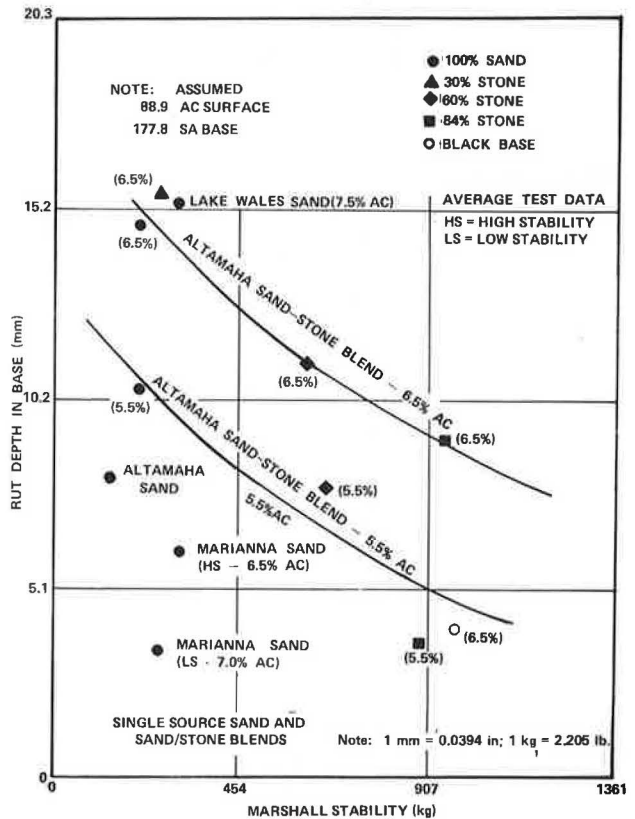 20.3
100% SAND
30% STONE
60% STONE
84% STONE
BLACK BASE
NOTE: ASSUMED
88.9 AC SURFACE
177.8 SA BASE
(6.5%)
LAKE WALES SAND(7.5% AC)
AVERAGE TEST DATA
HS = HIGH STABILITY
LS = LOW STABILITY
15.2
(6.5%)
ALTAMAHA SAND-STONE BLEND - 6.5% AC
(6.5%)
10.2
(5.5%)
(6.5%)
ALTAMAHA SAND-STONE BLEND - 5.5% AC
5.5% AC
(5.5%)
ALTAMAHA
SAND
MARIANNA SAND
(HS - 6.5% AC)
5.1
(6.5%)
(5.5%)
MARIANNA SAND
(LS - 7.0% AC)
SINGLE SOURCE SAND AND
SAND/STONE BLENDS
Note: 1 mm = 0.0394 in; 1 kg = 2.205 lb.
0
0
454
907
1361
MARSHALL STABILITY (kg)
RUT DEPTH IN BASE (mm)